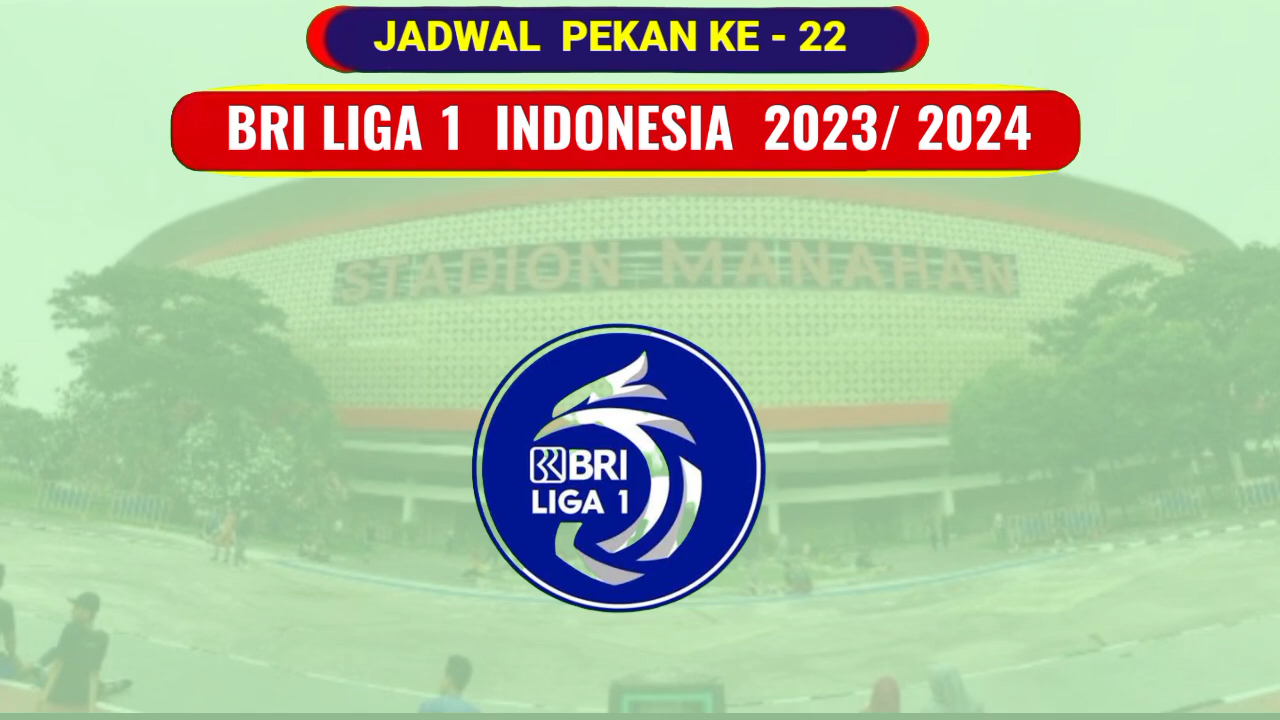 JADWAL PEKAN KE - 22
BRI LIGA 1 INDONESIA 2023/ 2024
STADION MANAHAN
BRI
LIGA 1